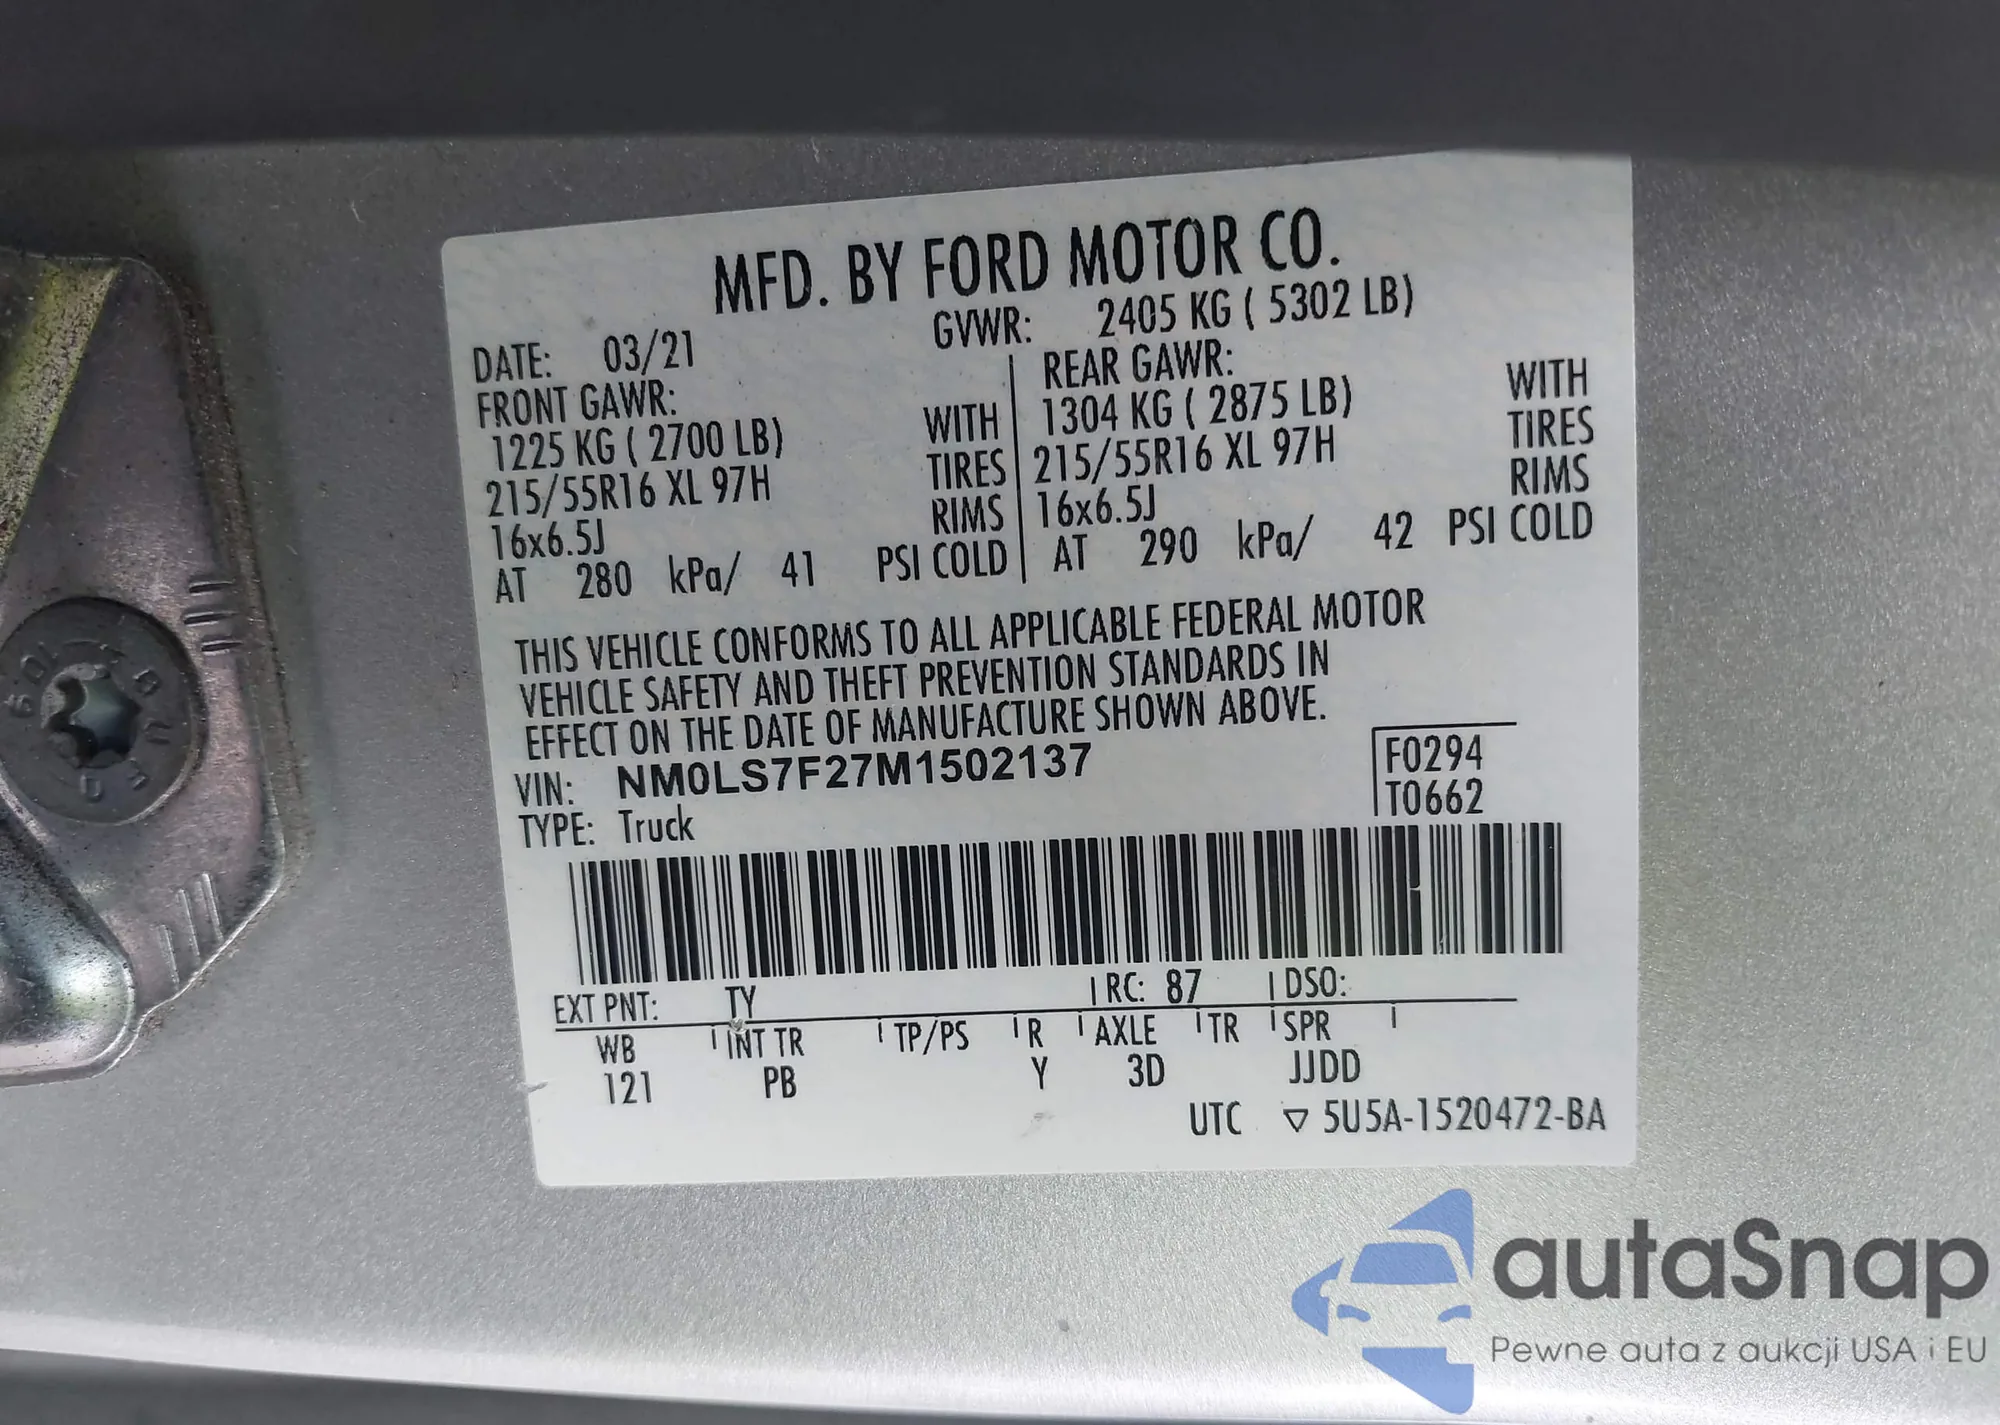 MFD. BY FORD MOTOR CO.
DATE: 03/21 GVWR: 2405 KG ( 5302 LB)
FRONT GAWR: REAR GAWR:
1225 KG ( 2700 LB) WITH 1304 KG ( 2875 LB) WITH
215/55R16 XL 97H TIRES 215/55R16 XL 97H TIRES
16x6.5J RIMS 16x6.5J RIMS
AT 280 kPa/ 41 PSI COLD AT 290 kPa/ 42 PSI COLD
THIS VEHICLE CONFORMS TO ALL APPLICABLE FEDERAL MOTOR
VEHICLE SAFETY AND THEFT PREVENTION STANDARDS IN
EFFECT ON THE DATE OF MANUFACTURE SHOWN ABOVE.
VIN: NM0LS7F27M1502137 F0294
TYPE: Truck T0662
EXT PNT: TY RC: 87 DSO:
WB INT TR TP/PS R AXLE TR SPR
121 PB Y 3D JJDD
UTC ▽ 5U5A-1520472-BA
autaSnap
Pewne auta z aukcji USA i EU